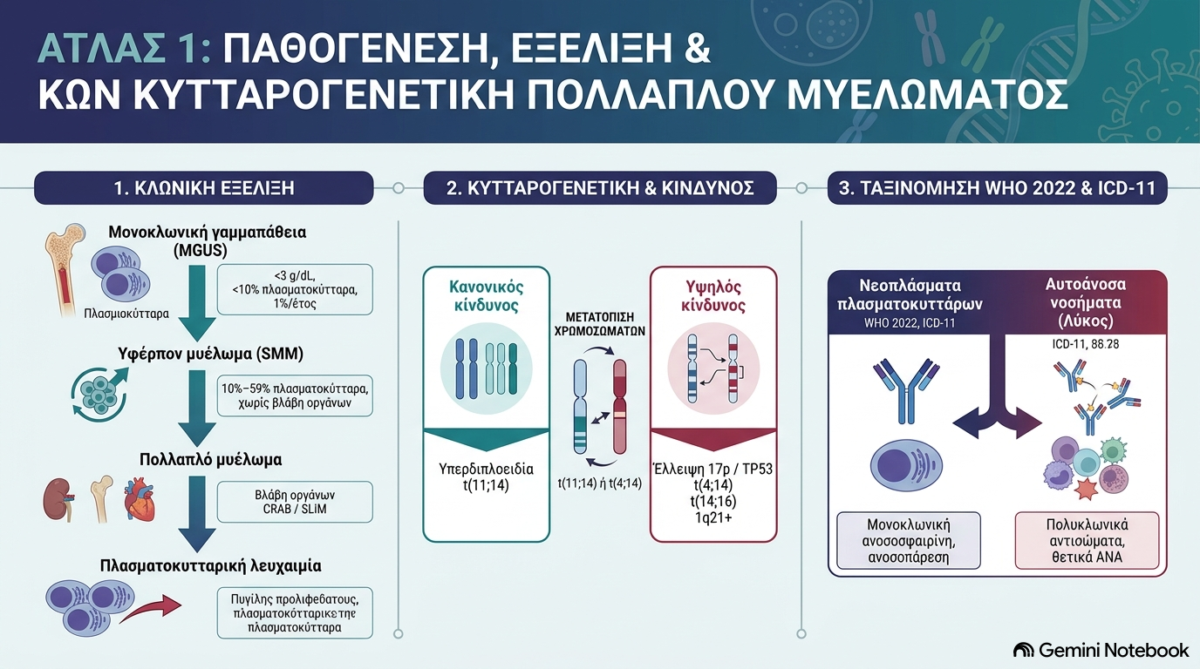 ΑΤΛΑΣ 1: ΠΑΘΟΓΕΝΕΣΗ, ΕΞΕΛΙΞΗ &
ΚΩΝ ΚΥΤΤΑΡΟΓΕΝΕΤΙΚΗ ΠΟΛΛΑΠΛΟΥ ΜΥΕΛΩΜΑΤΟΣ
1. ΚΛΩΝΙΚΗ ΕΞΕΛΙΞΗ
Μονοκλωνική γαμμαπάθεια
(MGUS)
Πλασμιοκύτταρα
<3 g/dL,
<10% πλασματοκύτταρα,
1%/έτος
Υφέρπον μυέλωμα (SMM)
10%–59% πλασματοκύτταρα,
χωρίς βλάβη οργάνων
Πολλαπλό μυέλωμα
Βλάβη οργάνων
CRAB / SLiM
Πλασματοκυτταρική λευχαιμία
Πυγίλης προλιφεδατους,
πλασματοκότταρικετης
πλασματοκύτταρα
2. ΚΥΤΤΑΡΟΓΕΝΕΤΙΚΗ & ΚΙΝΔΥΝΟΣ
Κανονικός
κίνδυνος
Υπερδιπλοειδία
t(11;14)
ΜΕΤΑΤΟΠΙΣΗ
ΧΡΩΜΟΣΩΜΑΤΩΝ
t(11;14) ή t(4;14)
Υψηλός
κίνδυνος
Έλλειψη 17p / TP53
t(4;14)
t(14;16)
1q21+
3. ΤΑΞΙΝΟΜΗΣΗ WHO 2022 & ICD-11
Νεοπλάσματα
πλασματοκυττάρων
WHO 2022, ICD-11
Μονοκλωνική
ανοσοσφαιρίνη,
ανοσοπάρεση
Αυτοάνοσα
νοσήματα
(Λύκος)
ICD-11, 86.28
Πολυκλωνικά
αντισώματα,
θετικά ANA
Gemini Notebook